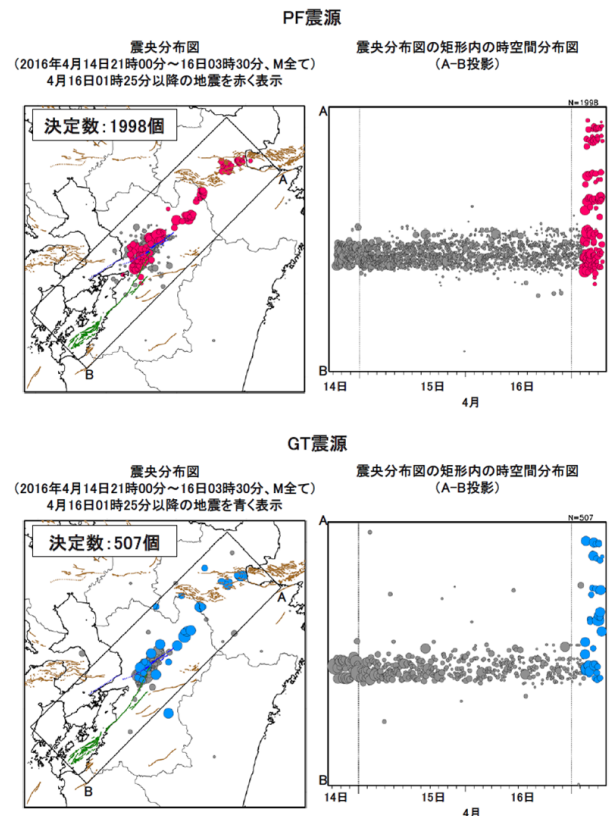 PF震源
震央分布図
(2016年4月14日21時00分～16日03時30分、M全て)
4月16日01時25分以降の地震を赤く表示
震央分布図の矩形内の時空間分布図
(A-B投影)
決定数:1998個
A
B
N=1998
A
B
14日
15日
16日
4月
GT震源
震央分布図
(2016年4月14日21時00分～16日03時30分、M全て)
4月16日01時25分以降の地震を青く表示
震央分布図の矩形内の時空間分布図
(A-B投影)
決定数:507個
A
B
N=507
A
B
14日
15日
16日
4月